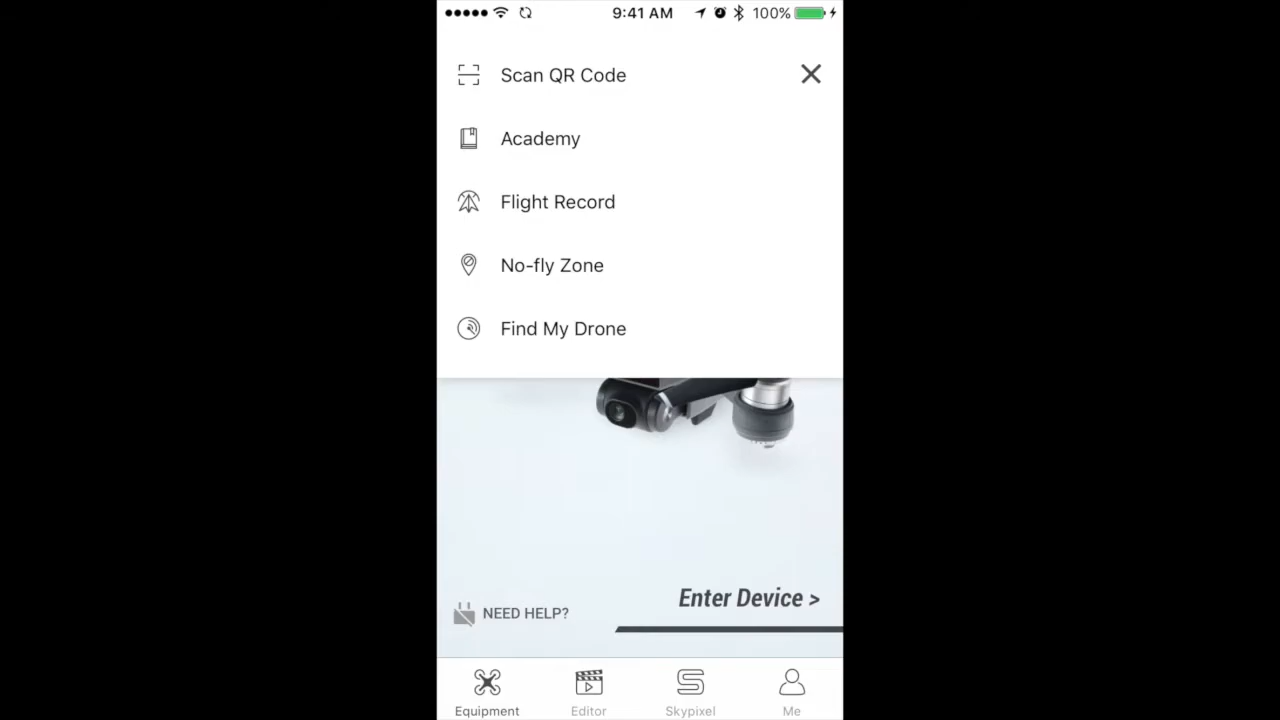 9:41 AM 100%
Scan QR Code
Academy
Flight Record
No-fly Zone
Find My Drone
Enter Device >
NEED HELP?
Equipment Editor Skypixel Me